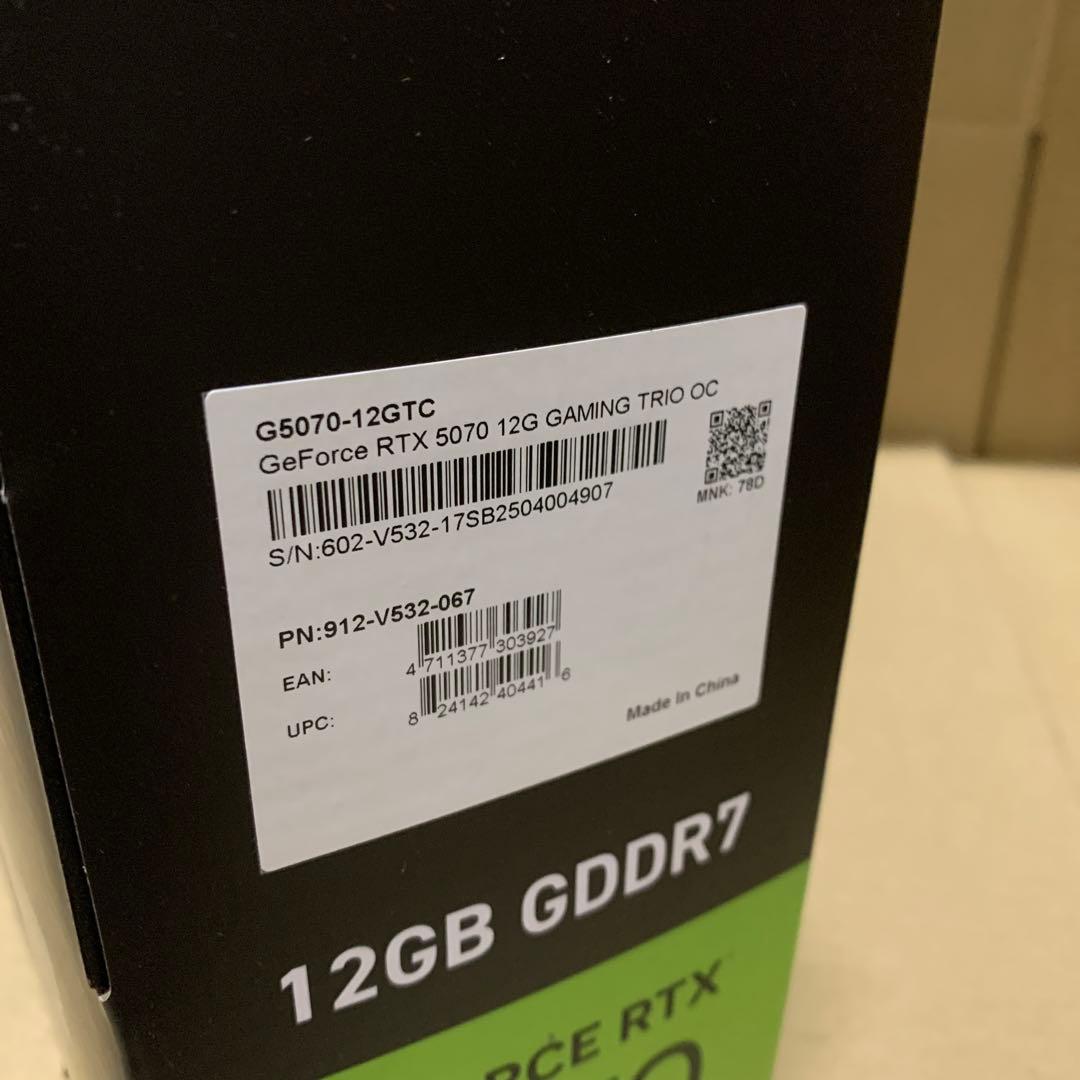 G5070-12GTC
GeForce RTX 5070 12G GAMING TRIO OC
S/N:602-V532-17SB2504004907
MNK: 78D
PN:912-V532-067
EAN:
4 711377 303927
UPC:
8 24142 40441 6
Made In China
12GB GDDR7
RTX